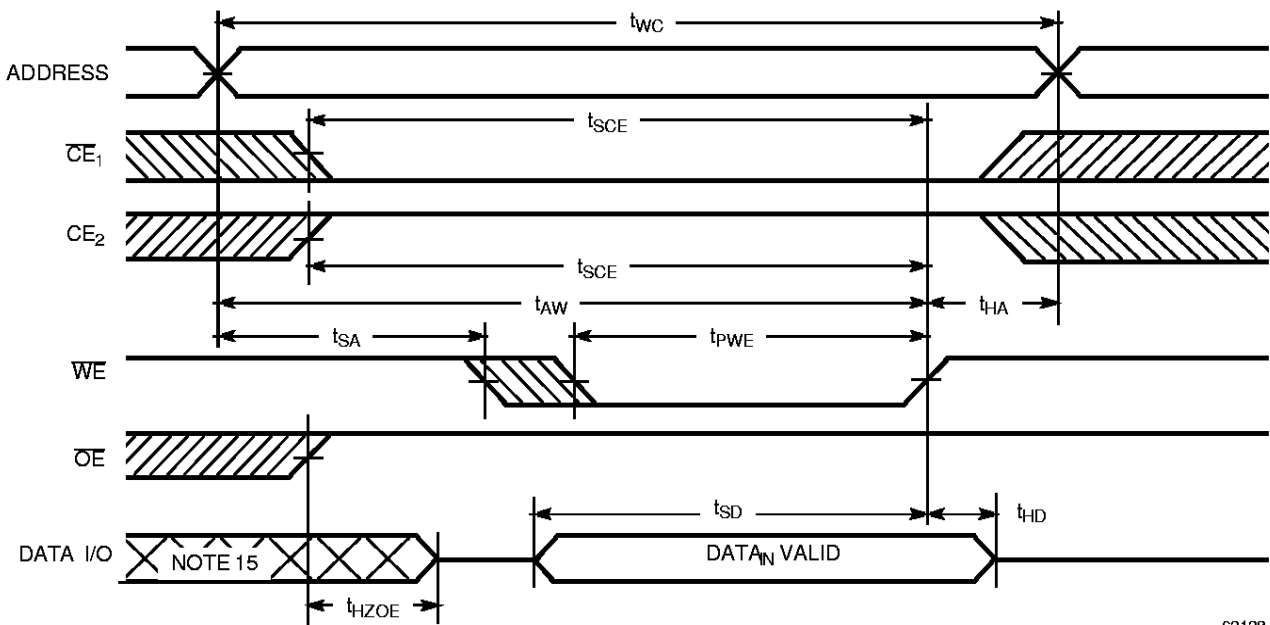 tWC
ADDRESS
tSCE
CE1
CE2
tSCE
tAW
tHA
tSA
tPWE
WE
OE
tSD
tHD
DATA I/O
NOTE 15
DATAIN VALID
tHZOE